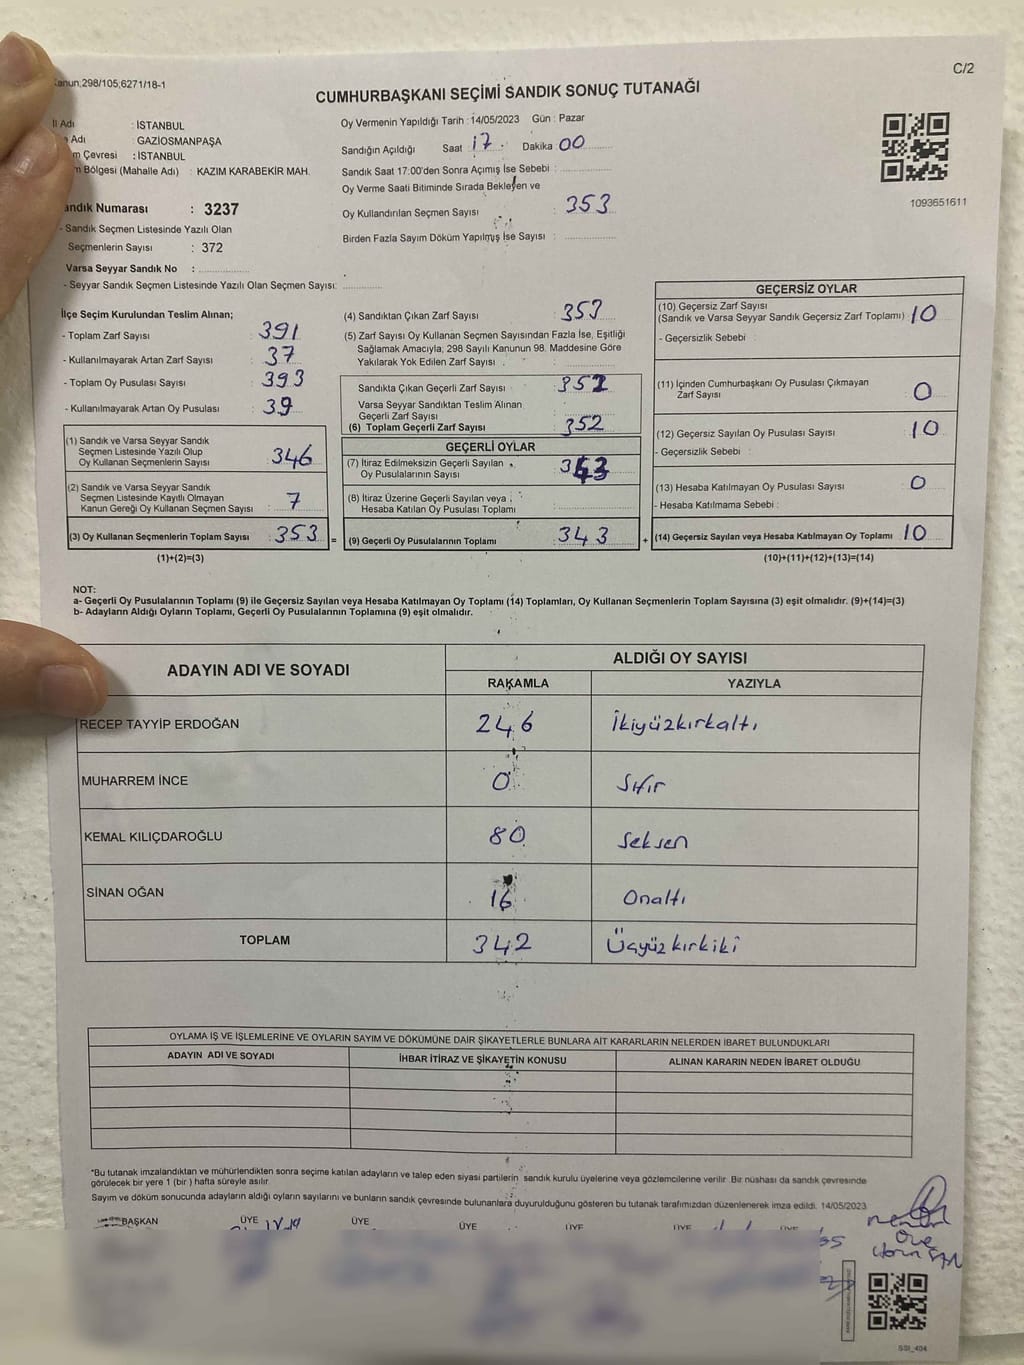 Kanun;298/105;6271/18-1
C/2
CUMHURBAŞKANI SEÇİMİ SANDIK SONUÇ TUTANAĞI
İl Adı : İSTANBUL
Adı : GAZİOSMANPAŞA
Çevresi : İSTANBUL
Bölgesi (Mahalle Adı) : KAZIM KARABEKİR MAH.
Sandık Numarası : 3237
- Sandık Seçmen Listesinde Yazılı Olan
Seçmenlerin Sayısı : 372
Varsa Seyyar Sandık No :
- Seyyar Sandık Seçmen Listesinde Yazılı Olan Seçmen Sayısı:
Oy Vermenin Yapıldığı Tarih : 14/05/2023 Gün : Pazar
Sandığın Açıldığı Saat 17 Dakika 00
Sandık Saat 17:00'den Sonra Açımış İse Sebebi :
Oy Verme Saati Bitiminde Sırada Bekleyen ve
Oy Kullandırılan Seçmen Sayısı : 353
Birden Fazla Sayım Döküm Yapılmış İse Sayısı :
1093651611
İlçe Seçim Kurulundan Teslim Alınan;
- Toplam Zarf Sayısı : 391
- Kullanılmayarak Artan Zarf Sayısı : 37
- Toplam Oy Pusulası Sayısı : 393
- Kullanılmayarak Artan Oy Pusulası : 39
(1) Sandık ve Varsa Seyyar Sandık
Seçmen Listesinde Yazılı Olup
Oy Kullanan Seçmenlerin Sayısı : 346
(2) Sandık ve Varsa Seyyar Sandık
Seçmen Listesinde Kayıtlı Olmayan
Kanun Gereği Oy Kullanan Seçmen Sayısı : 7
(3) Oy Kullanan Seçmenlerin Toplam Sayısı : 353 =
(1)+(2)=(3)
(4) Sandıktan Çıkan Zarf Sayısı : 353
(5) Zarf Sayısı Oy Kullanan Seçmen Sayısından Fazla İse, Eşitliği
Sağlamak Amacıyla; 298 Sayılı Kanunun 98. Maddesine Göre
Yakılarak Yok Edilen Zarf Sayısı :
Sandıkta Çıkan Geçerli Zarf Sayısı : 352
Varsa Seyyar Sandıktan Teslim Alınan
Geçerli Zarf Sayısı :
(6) Toplam Geçerli Zarf Sayısı : 352
GEÇERLİ OYLAR
(7) İtiraz Edilmeksizin Geçerli Sayılan
Oy Pusulalarının Sayısı : 343
(8) İtiraz Üzerine Geçerli Sayılan veya
Hesaba Katılan Oy Pusulası Toplamı :
(9) Geçerli Oy Pusulalarının Toplamı : 343 +
GEÇERSİZ OYLAR
(10) Geçersiz Zarf Sayısı
(Sandık ve Varsa Seyyar Sandık Geçersiz Zarf Toplamı) : 10
- Geçersizlik Sebebi :
(11) İçinden Cumhurbaşkanı Oy Pusulası Çıkmayan
Zarf Sayısı : 0
(12) Geçersiz Sayılan Oy Pusulası Sayısı : 10
- Geçersizlik Sebebi :
(13) Hesaba Katılmayan Oy Pusulası Sayısı : 0
- Hesaba Katılmama Sebebi :
(14) Geçersiz Sayılan veya Hesaba Katılmayan Oy Toplamı : 10
(10)+(11)+(12)+(13)=(14)
NOT:
a- Geçerli Oy Pusulalarının Toplamı (9) ile Geçersiz Sayılan veya Hesaba Katılmayan Oy Toplamı (14) Toplamları, Oy Kullanan Seçmenlerin Toplam Sayısına (3) eşit olmalıdır. (9)+(14)=(3)
b- Adayların Aldığı Oyların Toplamı, Geçerli Oy Pusulalarının Toplamına (9) eşit olmalıdır.
ADAYIN ADI VE SOYADI
ALDIĞI OY SAYISI
RAKAMLA YAZIYLA
RECEP TAYYİP ERDOĞAN 246 İkiyüzkırkaltı
MUHARREM İNCE 0 Sıfır
KEMAL KILIÇDAROĞLU 80 Seksen
SİNAN OĞAN 16 Onaltı
TOPLAM 342 Üçyüzkırkiki
OYLAMA İŞ VE İŞLEMLERİNE VE OYLARIN SAYIM VE DÖKÜMÜNE DAİR ŞİKAYETLERLE BUNLARA AİT KARARLARIN NELERDEN İBARET BULUNDUKLARI
ADAYIN ADI VE SOYADI İHBAR İTİRAZ VE ŞİKAYETİN KONUSU ALINAN KARARIN NEDEN İBARET OLDUĞU
*Bu tutanak imzalandıktan ve mühürlendikten sonra seçime katılan adayların ve talep eden siyasi partilerin sandık kurulu üyelerine veya gözlemcilerine verilir. Bir nüshası da sandık çevresinde
görülecek bir yere 1 (bir ) hafta süreyle asılır.
Sayım ve döküm sonucunda adayların aldığı oyların sayılarını ve bunların sandık çevresinde bulunanlara duyurulduğunu gösteren bu tutanak tarafımızdan düzenlenerek imza edildi. 14/05/2023
BAŞKAN ÜYE ÜYE ÜYE ÜYE ÜYE ÜYE
SSI_404